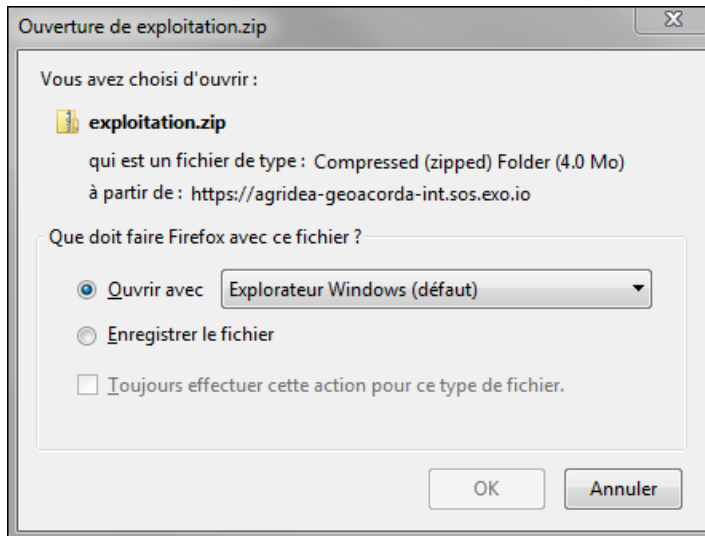 Ouverture de exploitation.zip
Vous avez choisi d'ouvrir :
exploitation.zip
qui est un fichier de type : Compressed (zipped) Folder (4.0 Mo)
à partir de : https://agridea-geoacorda-int.sos.exo.io
Que doit faire Firefox avec ce fichier ?
Ouvrir avec Explorateur Windows (défaut)
Enregistrer le fichier
Toujours effectuer cette action pour ce type de fichier.
OK Annuler